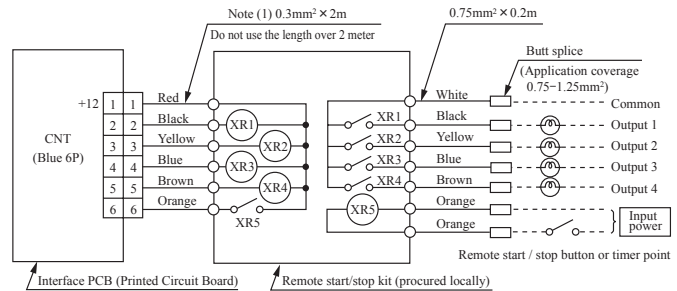 Note (1) 0.3mm² × 2m
Do not use the length over 2 meter
0.75mm² × 0.2m
Butt splice
(Application coverage
0.75−1.25mm²)
CNT
(Blue 6P)
+12
1 1
2 2
3 3
4 4
5 5
6 6
Red
Black
Yellow
Blue
Brown
Orange
XR1
XR2
XR3
XR4
XR5
XR1
XR2
XR3
XR4
XR5
White
Black
Yellow
Blue
Brown
Orange
Orange
Common
Output 1
Output 2
Output 3
Output 4
Input
power
Remote start / stop button or timer point
Interface PCB (Printed Circuit Board)
Remote start/stop kit (procured locally)